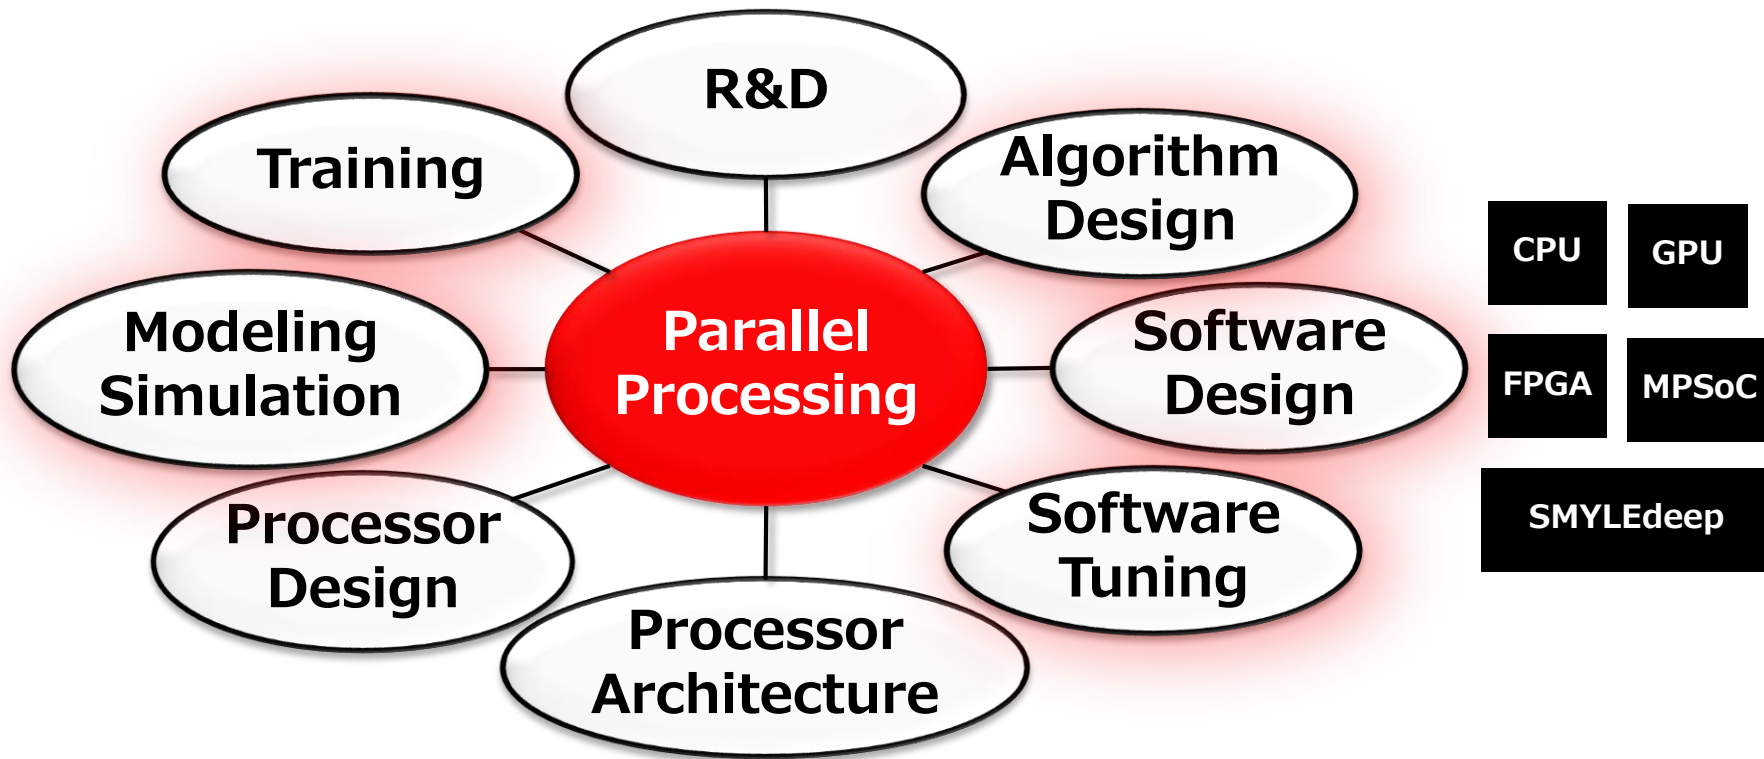 R&D
Training
Algorithm
Design
Modeling
Simulation
Parallel
Processing
Software
Design
Processor
Design
Software
Tuning
Processor
Architecture
CPU
GPU
FPGA
MPSoC
SMYLEdeep